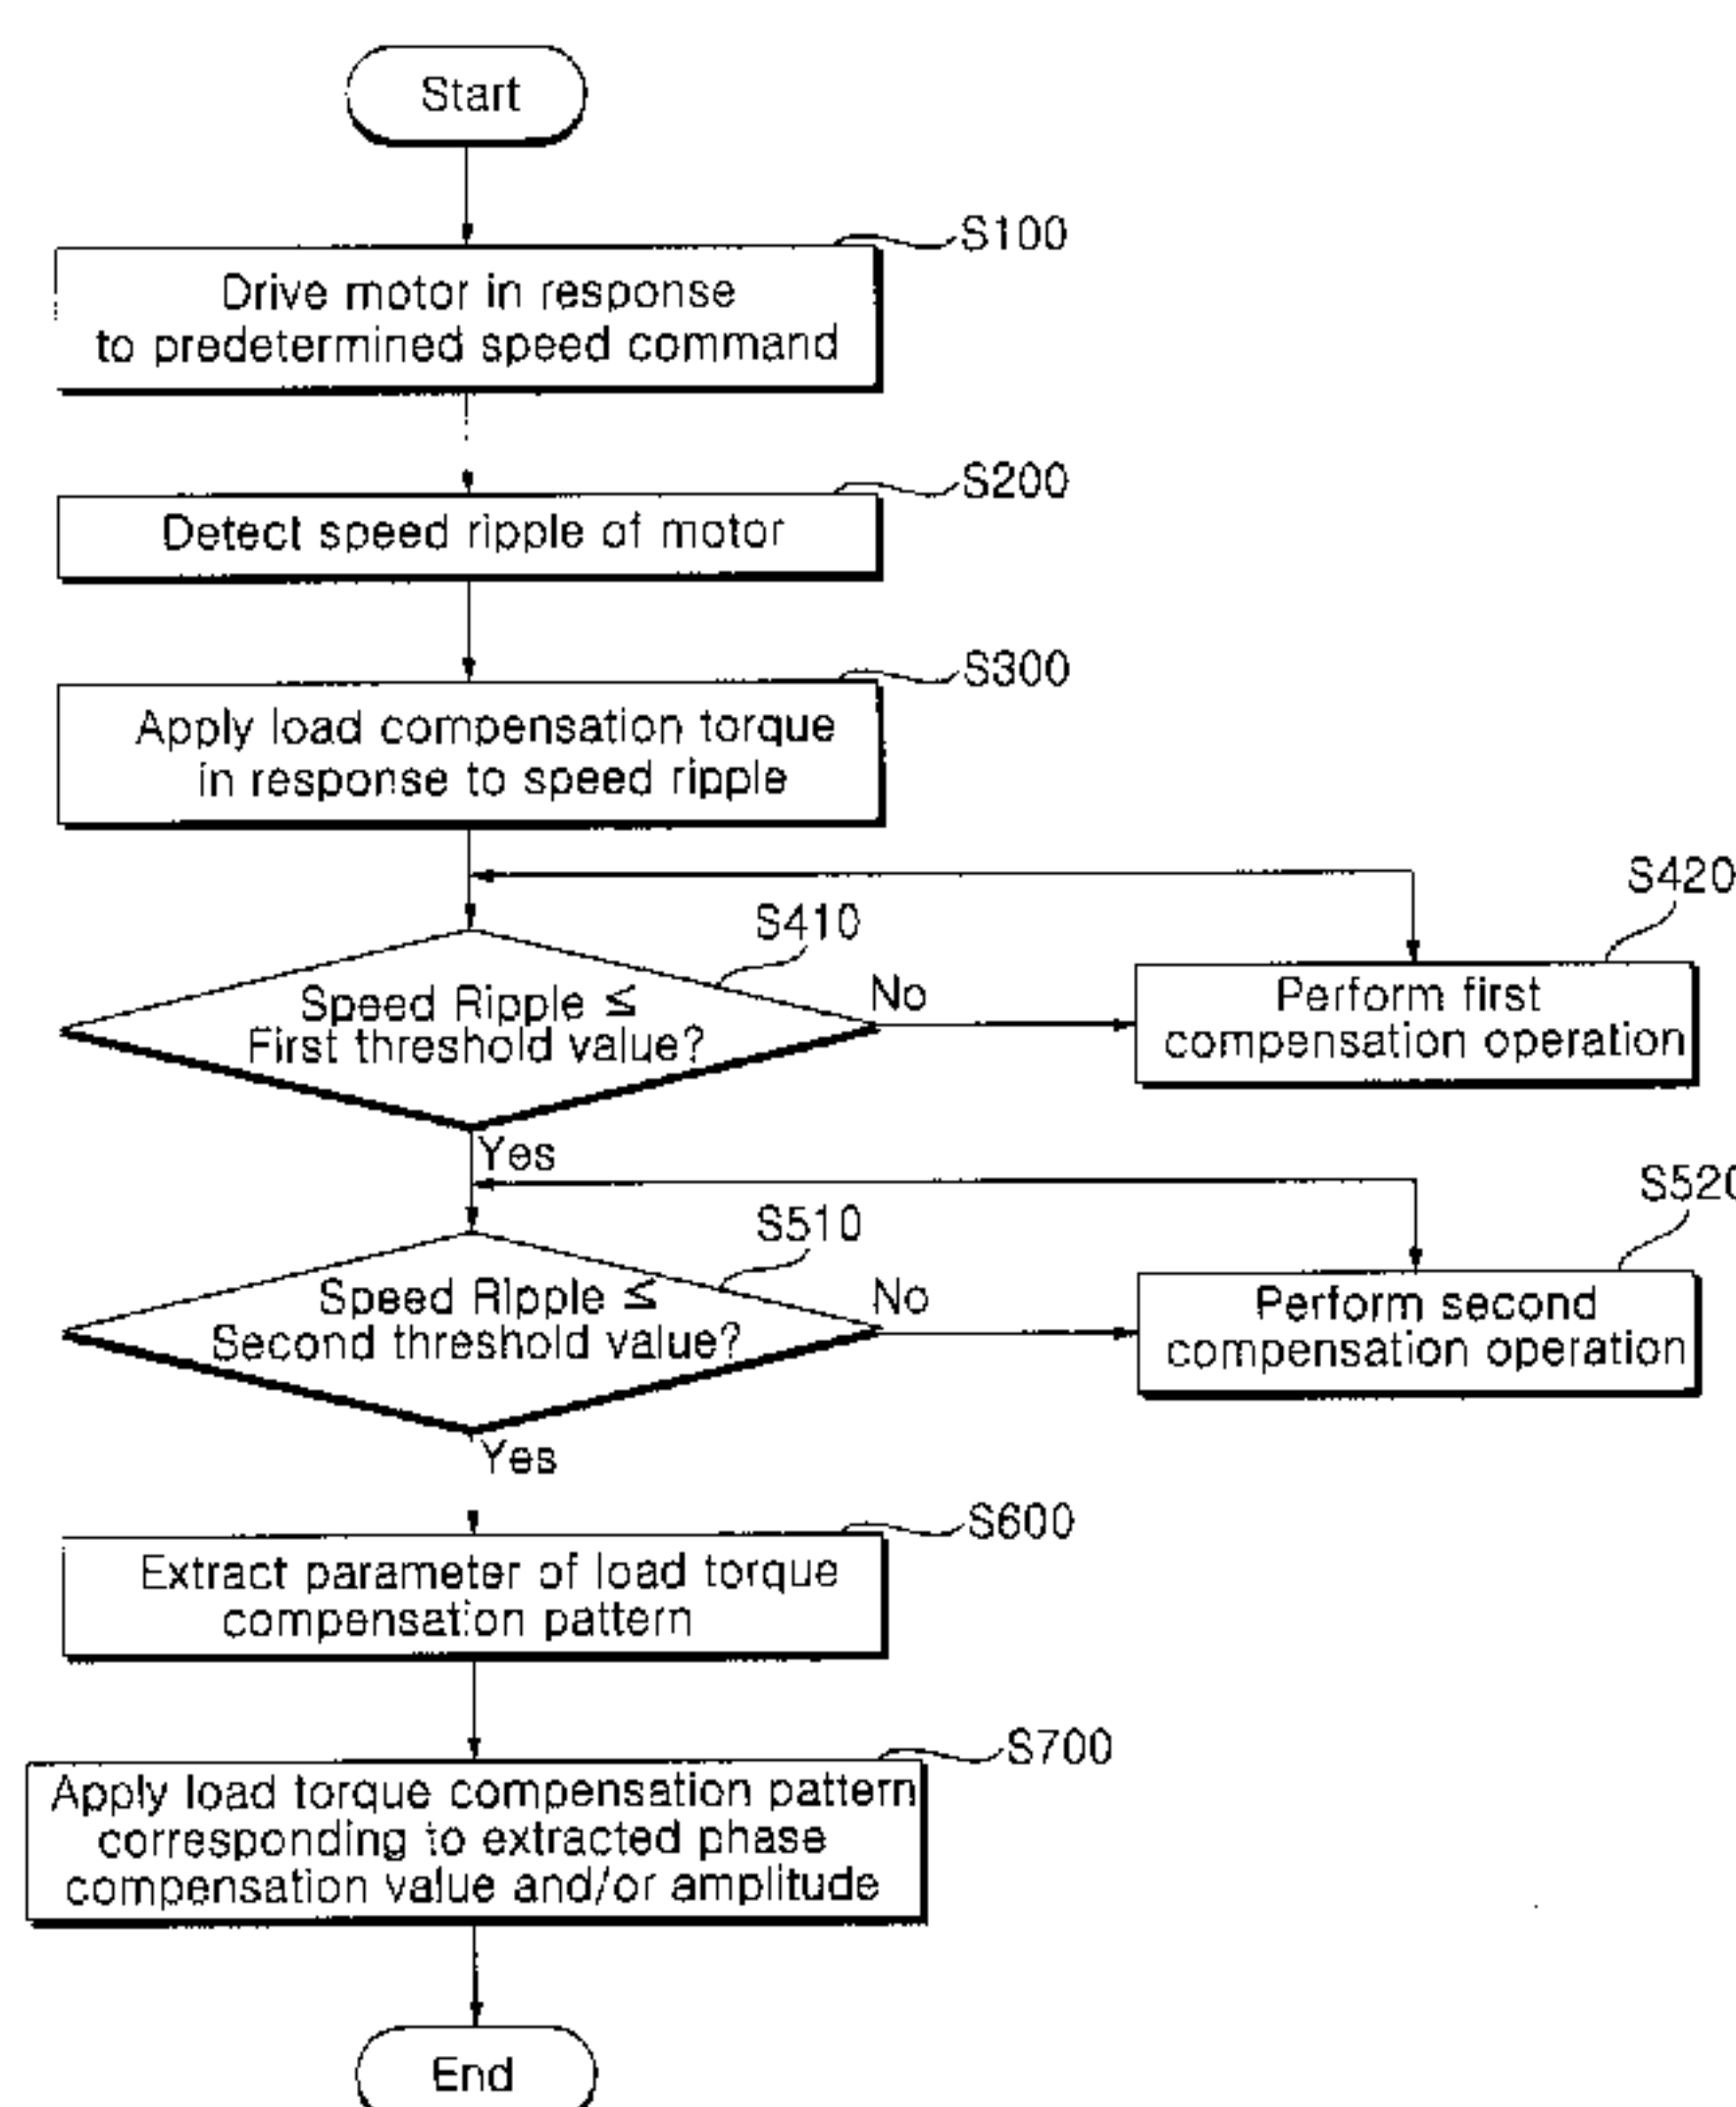 Start
S100
Drive motor in response
to predetermined speed command
S200
Detect speed ripple of motor
S300
Apply load compensation torque
in response to speed ripple
S410
Speed Ripple ≤
First threshold value?
No
S420
Perform first
compensation operation
Yes
S510
Speed Ripple ≤
Second threshold value?
No
S520
Perform second
compensation operation
Yes
S600
Extract parameter of load torque
compensation pattern
S700
Apply load torque compensation pattern
corresponding to extracted phase
compensation value and/or amplitude
End